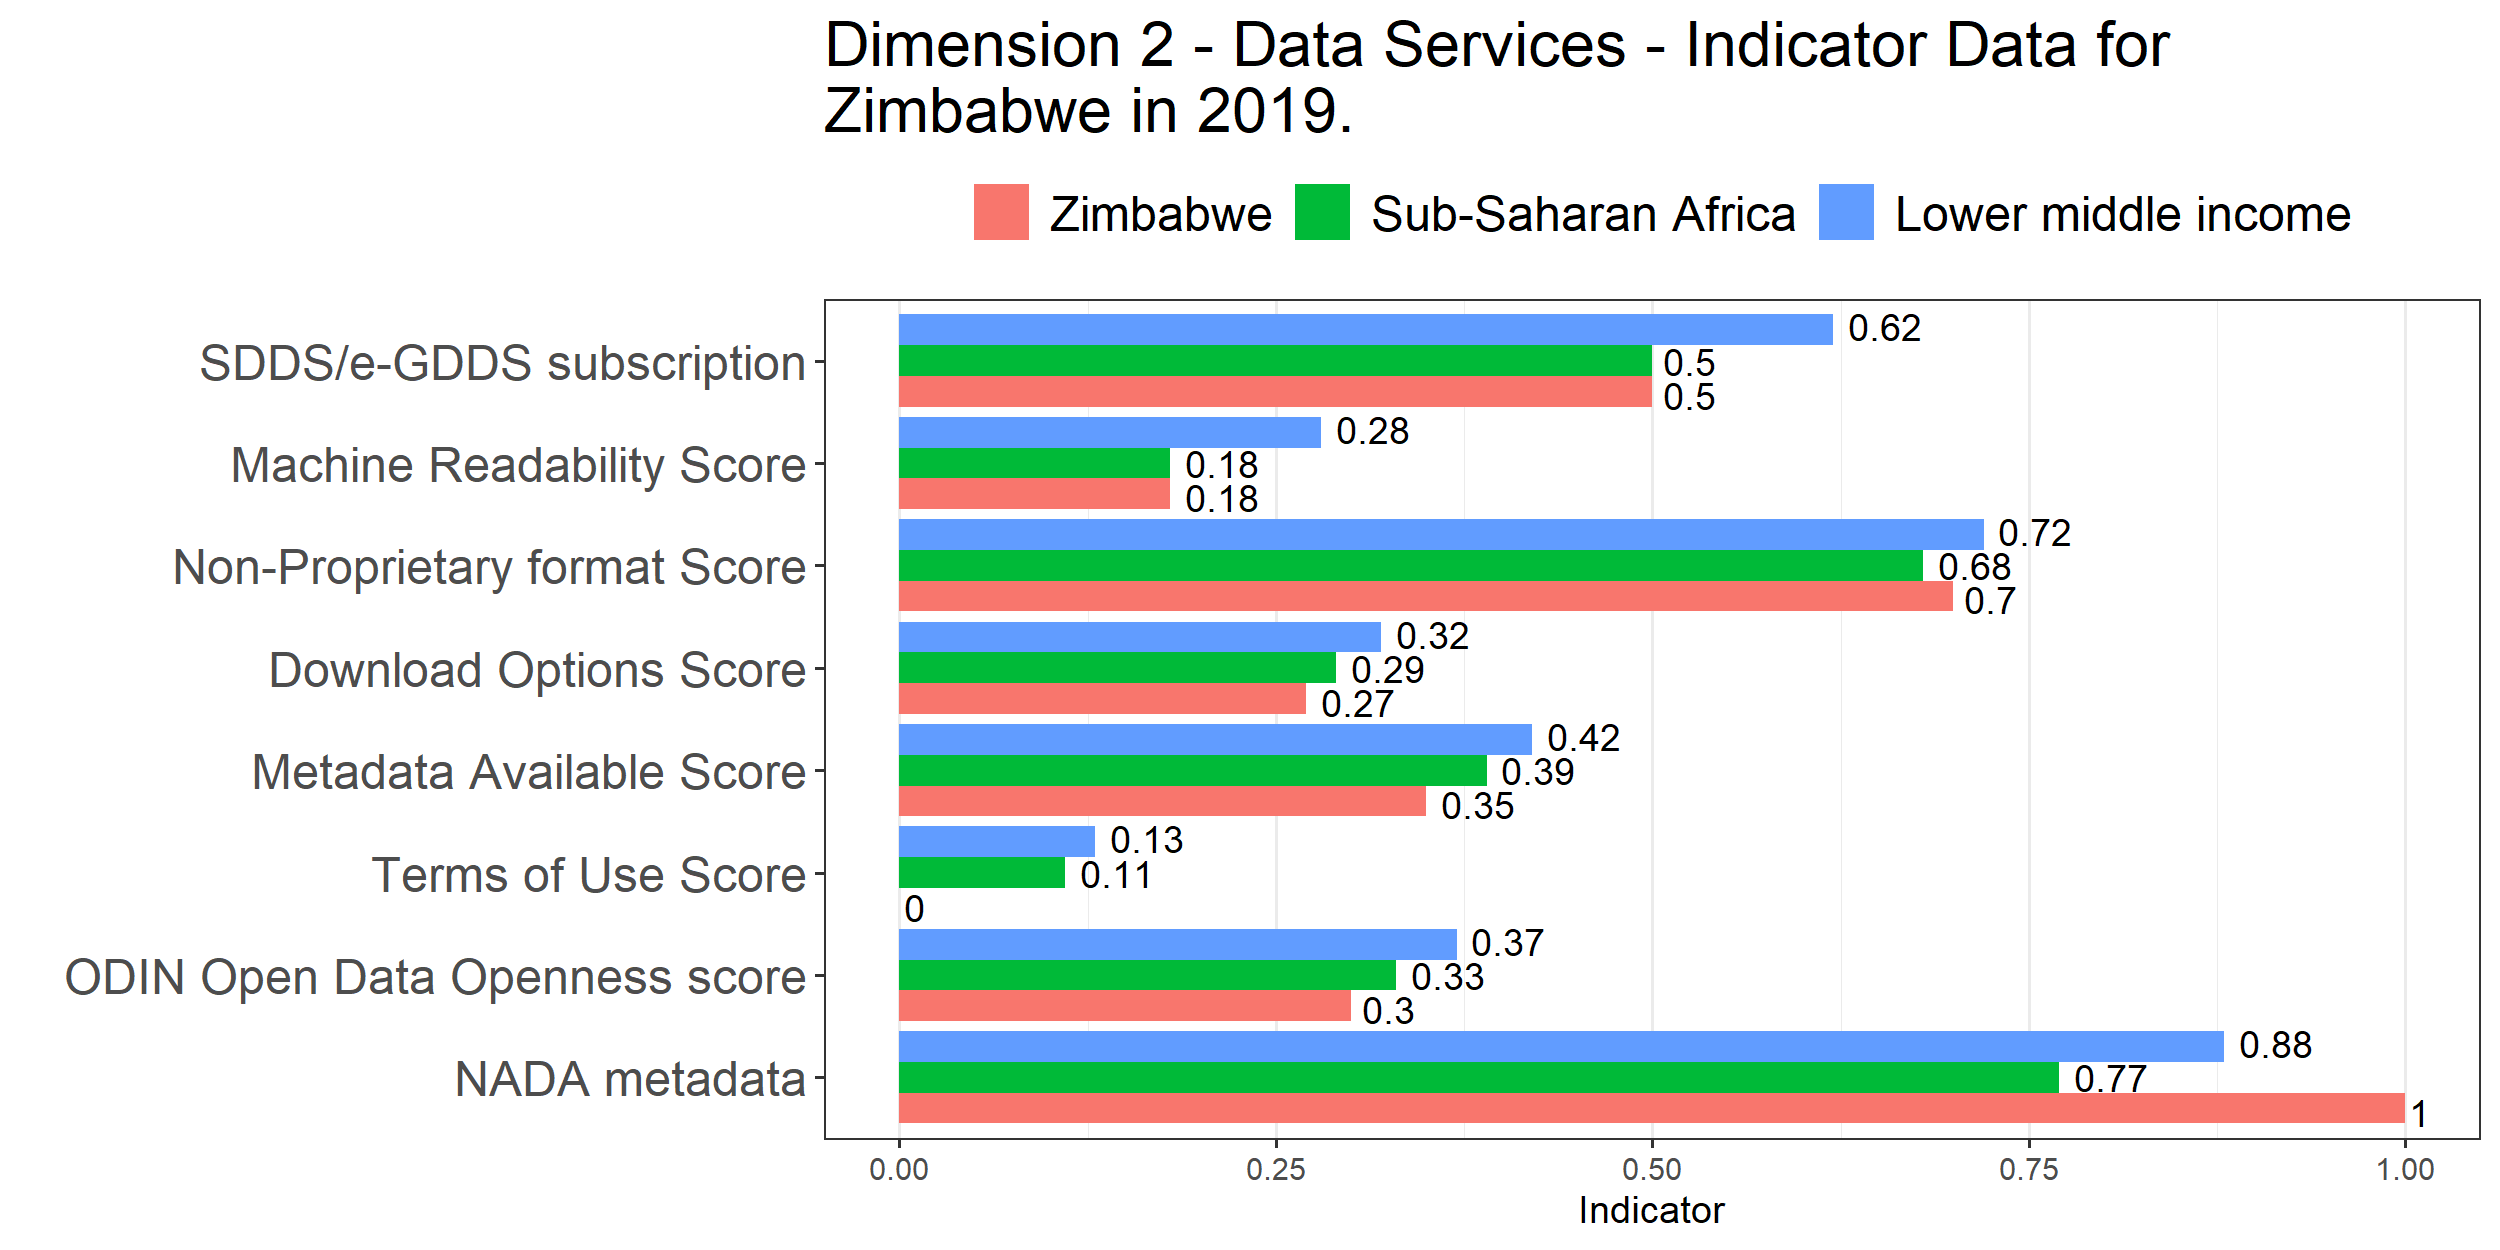 Dimension 2 - Data Services - Indicator Data for
Zimbabwe in 2019.
Zimbabwe Sub-Saharan Africa Lower middle income
SDDS/e-GDDS subscription
0.62
0.5
0.5
Machine Readability Score
0.28
0.18
0.18
Non-Proprietary format Score
0.72
0.68
0.7
Download Options Score
0.32
0.29
0.27
Metadata Available Score
0.42
0.39
0.35
Terms of Use Score
0.13
0.11
0
ODIN Open Data Openness score
0.37
0.33
0.3
NADA metadata
0.88
0.77
1
0.00 0.25 0.50 0.75 1.00
Indicator